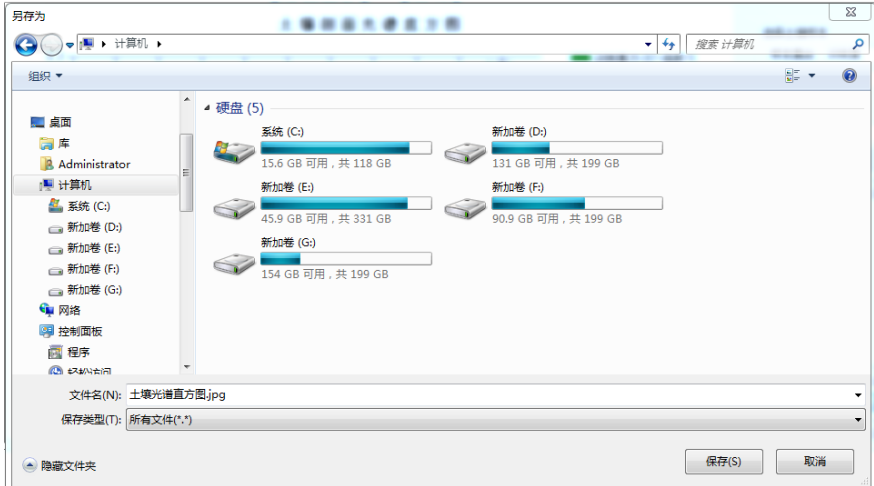 另存为
计算机
搜索 计算机
组织
桌面
库
Administrator
计算机
系统 (C:)
新加卷 (D:)
新加卷 (E:)
新加卷 (F:)
新加卷 (G:)
网络
控制面板
程序
轻松访问
硬盘 (5)
系统 (C:)
15.6 GB 可用，共 118 GB
新加卷 (D:)
131 GB 可用，共 199 GB
新加卷 (E:)
45.9 GB 可用，共 331 GB
新加卷 (F:)
90.9 GB 可用，共 199 GB
新加卷 (G:)
154 GB 可用，共 199 GB
文件名(N): 土壤光谱直方图.jpg
保存类型(T): 所有文件(*.*)
隐藏文件夹
保存(S)
取消